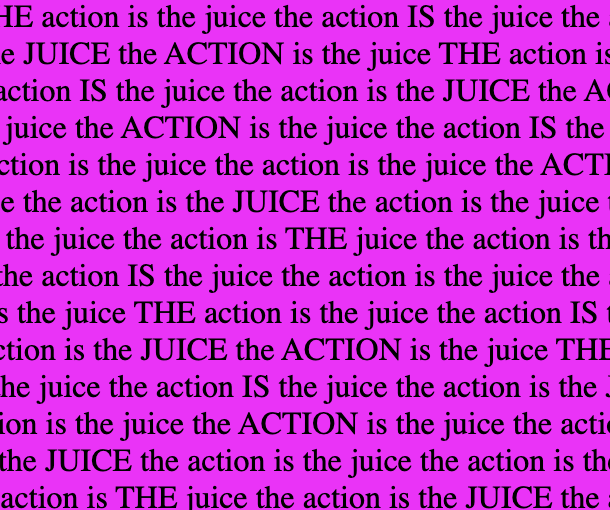 HE action is the juice the action IS the juice the
e JUICE the ACTION is the juice THE action is
action IS the juice the action is the JUICE the AC
juice the ACTION is the juice the action IS the
ction is the juice the action is the juice the ACTI
e the action is the JUICE the action is the juice
the juice the action is THE juice the action is th
the action IS the juice the action is the juice the
s the juice THE action is the juice the action IS t
ction is the JUICE the ACTION is the juice THE
he juice the action IS the juice the action is the J
ion is the juice the ACTION is the juice the actio
the JUICE the action is the juice the action is the
action is THE juice the action is the JUICE the